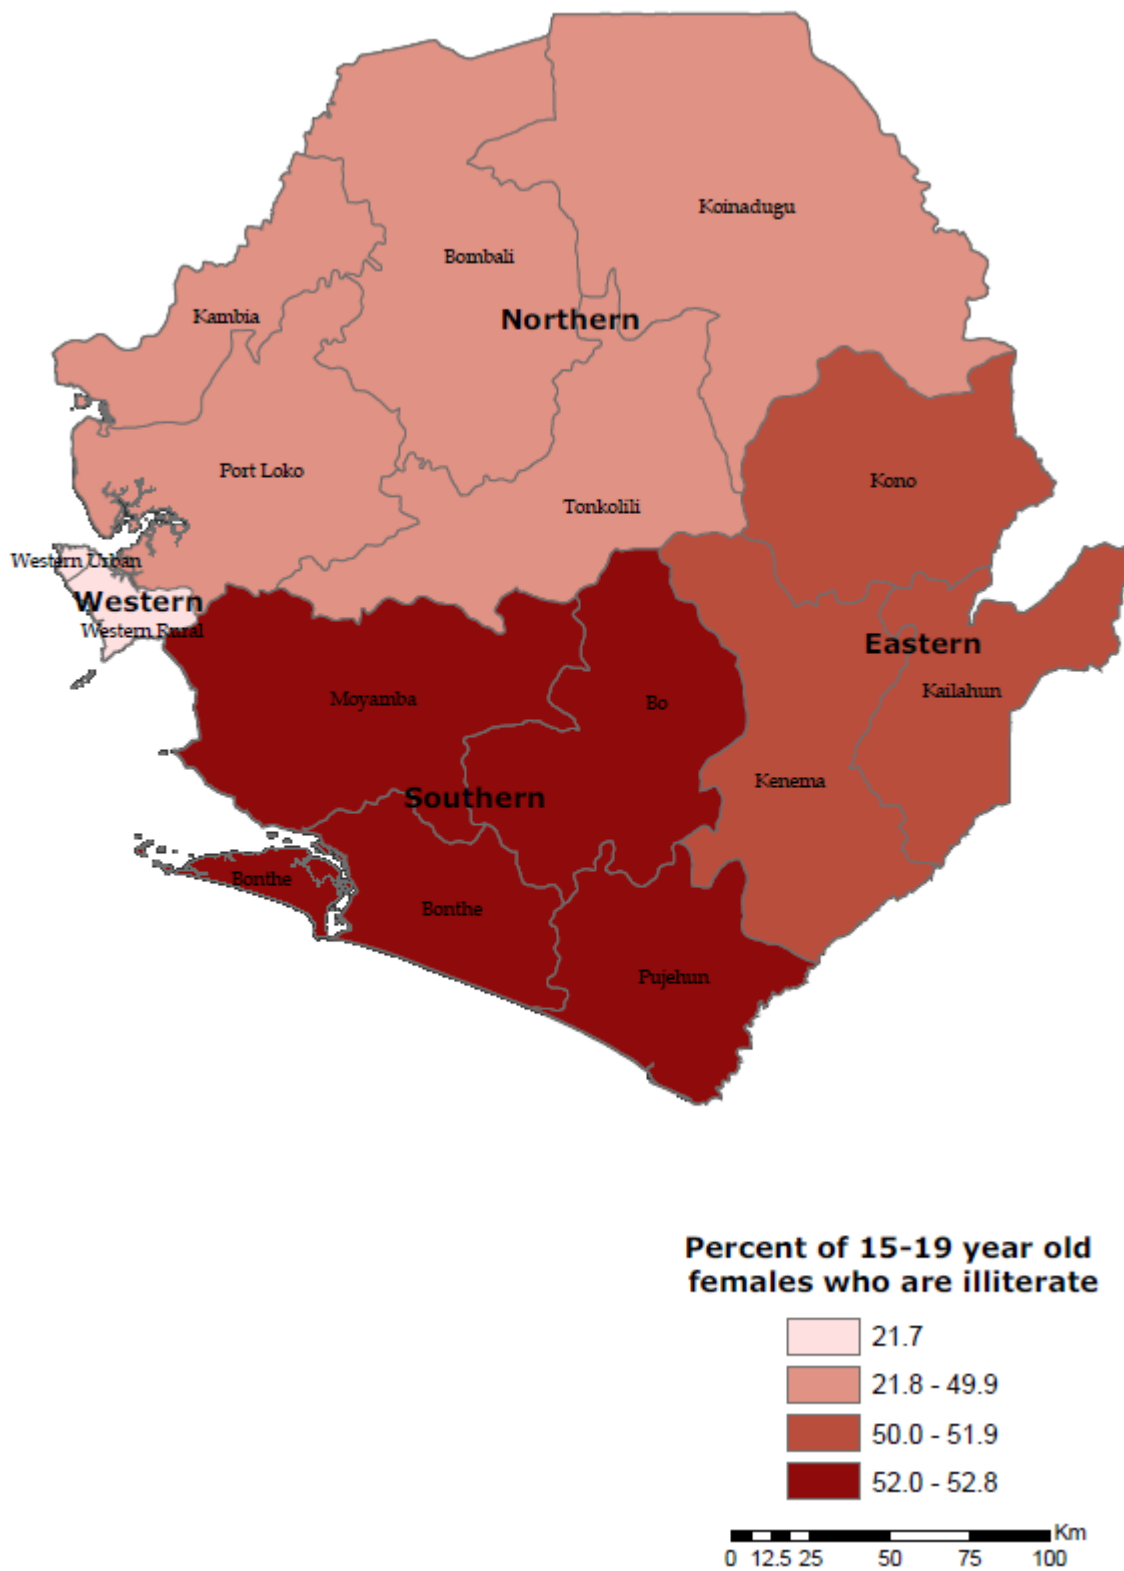 Koinadugu
Bombali
Kambia
Northern
Port Loko
Kono
Tonkolili
Western Urban
Western
Western Rural
Eastern
Kailahun
Moyamba
Bo
Kenema
Southern
Bonthe
Bonthe
Pujehun
Percent of 15-19 year old
females who are illiterate
21.7
21.8 - 49.9
50.0 - 51.9
52.0 - 52.8
Km
0 12.5 25 50 75 100